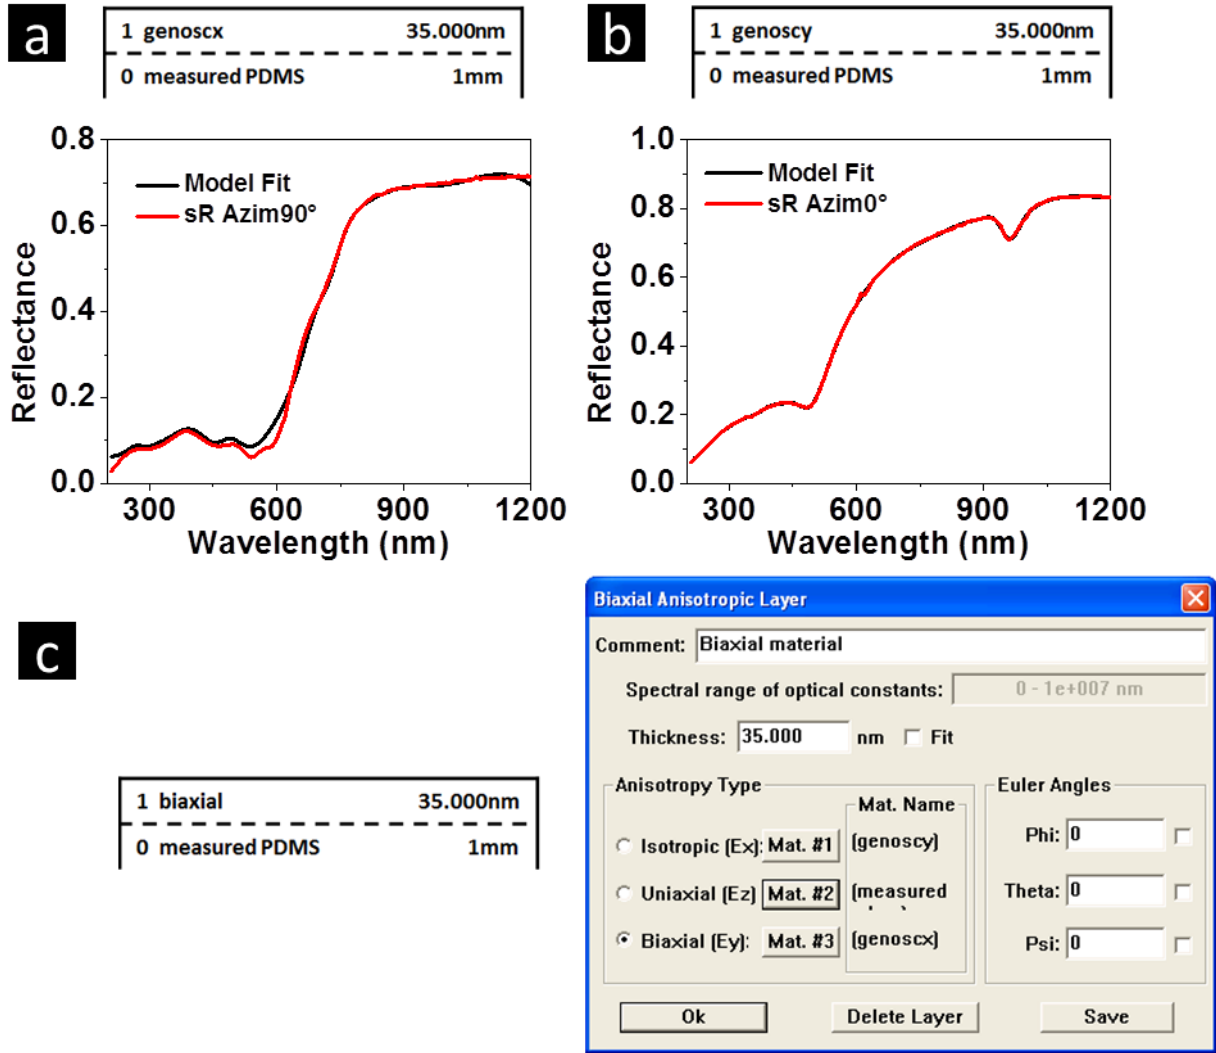 a
1 genoscx 35.000nm
0 measured PDMS 1mm
0.8
0.6
0.4
0.2
0.0
Reflectance
Model Fit
sR Azim90°
300 600 900 1200
Wavelength (nm)
b
1 genoscy 35.000nm
0 measured PDMS 1mm
1.0
0.8
0.6
0.4
0.2
0.0
Reflectance
Model Fit
sR Azim0°
300 600 900 1200
Wavelength (nm)
c
1 biaxial 35.000nm
0 measured PDMS 1mm
Biaxial Anisotropic Layer
Comment: Biaxial material
Spectral range of optical constants: 0 - 1e+007 nm
Thickness: 35.000 nm Fit
Anisotropy Type
Mat. Name
Isotropic (Ex): Mat. #1 (genoscy)
Uniaxial (Ez) Mat. #2 (measured
Biaxial (Ey): Mat. #3 (genoscx)
Euler Angles
Phi: 0
Theta: 0
Psi: 0
Ok Delete Layer Save